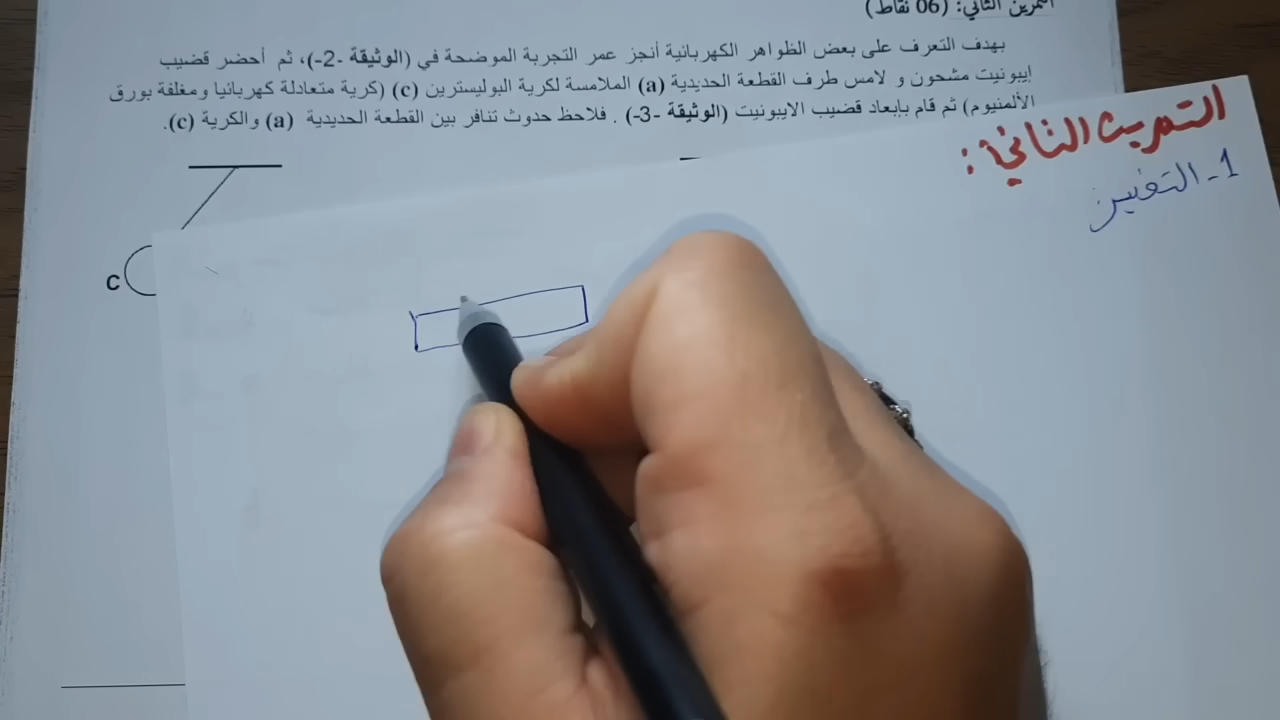 التمرين الثاني: (06 نقاط)
بهدف التعرف على بعض الظواهر الكهربائية أنجز عمر التجربة الموضحة في (الوثيقة -2-)، ثم أحضر قضيب
إيبونيت مشحون و لامس طرف القطعة الحديدية (a) الملامسة لكرية البوليسترين (c) (كرية متعادلة كهربائيا ومغلفة بورق
الألمنيوم) ثم قام بإبعاد قضيب الايبونيت (الوثيقة -3-) . فلاحظ حدوث تنافر بين القطعة الحديدية (a) والكرية (c).
التمرين الثاني:
1- التفسير
c